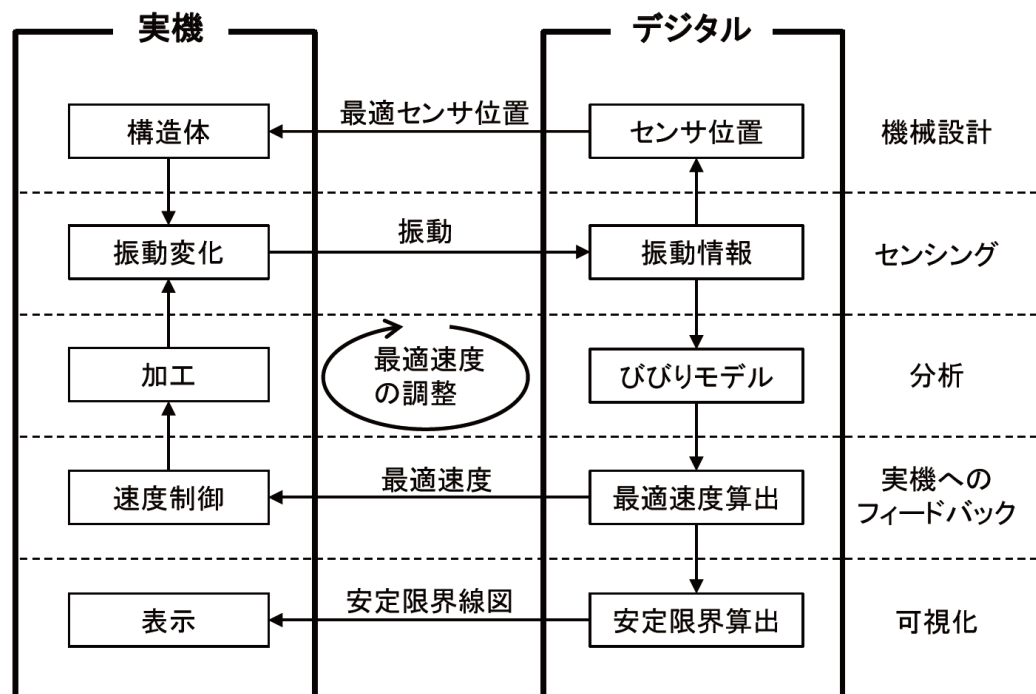 実機
デジタル
構造体
最適センサ位置
センサ位置
機械設計
振動変化
振動
振動情報
センシング
加工
最適速度
の調整
びびりモデル
分析
速度制御
最適速度
最適速度算出
実機への
フィードバック
表示
安定限界線図
安定限界算出
可視化